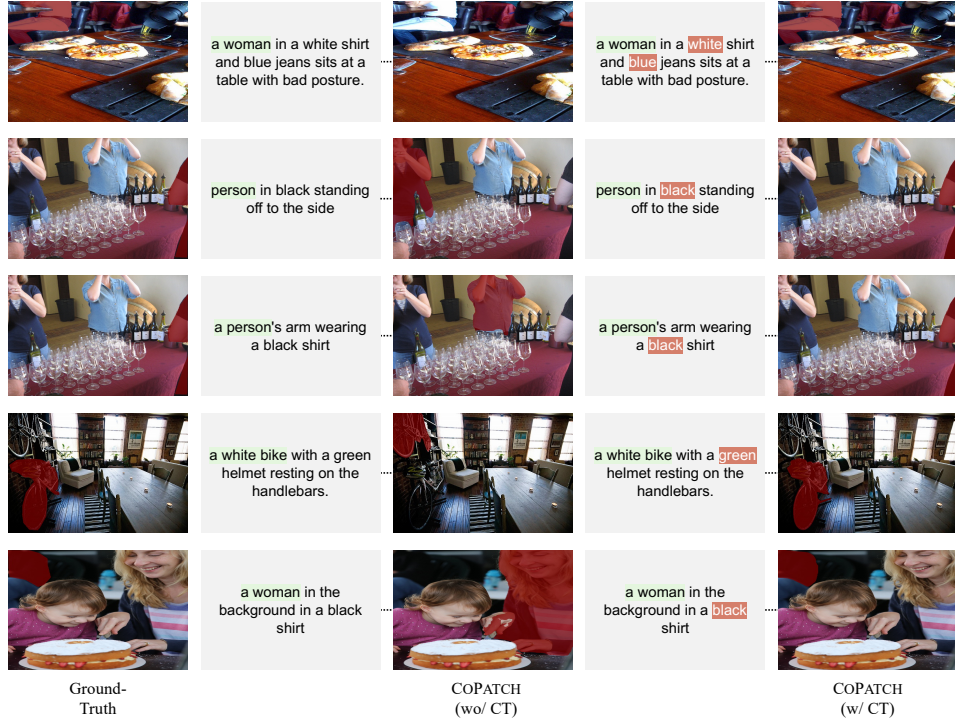 a woman in a white shirt
and blue jeans sits at a
table with bad posture.
a woman in a white shirt
and blue jeans sits at a
table with bad posture.
person in black standing
off to the side
person in black standing
off to the side
a person's arm wearing
a black shirt
a person's arm wearing
a black shirt
a white bike with a green
helmet resting on the
handlebars.
a white bike with a green
helmet resting on the
handlebars.
a woman in the
background in a black
shirt
a woman in the
background in a black
shirt
Ground-
Truth
COPATCH
(wo/ CT)
COPATCH
(w/ CT)